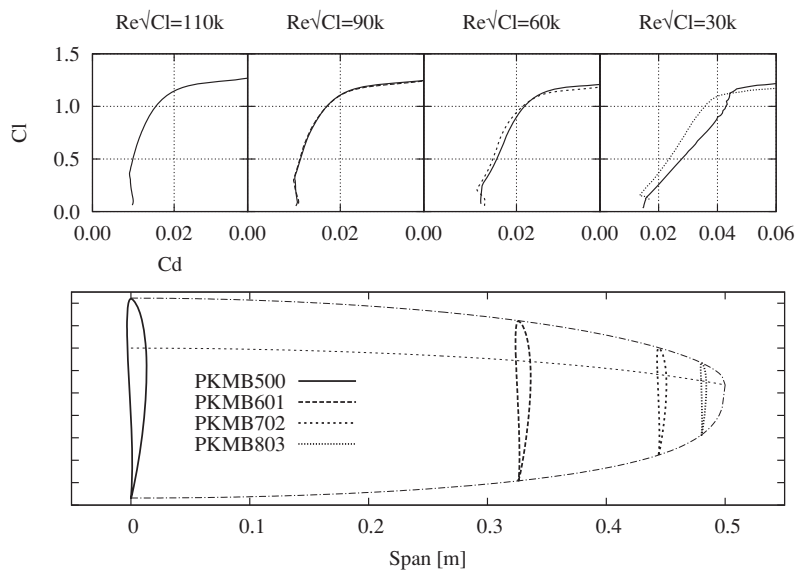 Re√Cl=110k Re√Cl=90k Re√Cl=60k Re√Cl=30k
1.5
1.0
0.5
0.0
Cl
0.00 0.02 0.00 0.02 0.00 0.02 0.00 0.02 0.04 0.06
Cd
PKMB500
PKMB601
PKMB702
PKMB803
0 0.1 0.2 0.3 0.4 0.5
Span [m]